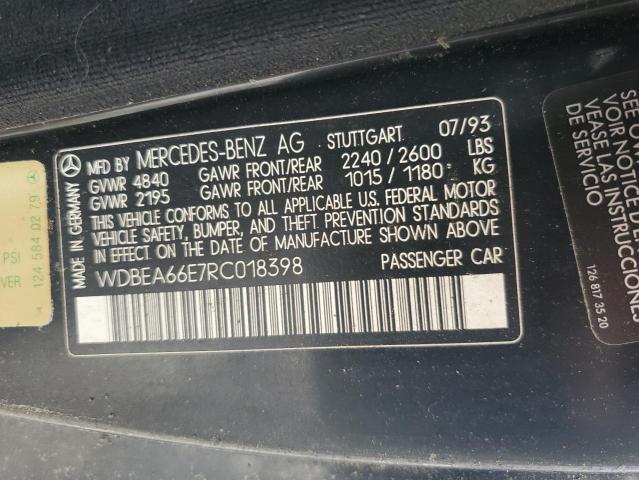 MADE IN GERMANY
MFD BY MERCEDES-BENZ AG STUTTGART 07/93
GVWR 4840 GAWR FRONT/REAR 2240 / 2600 LBS
GVWR 2195 GAWR FRONT/REAR 1015 / 1180 KG
THIS VEHICLE CONFORMS TO ALL APPLICABLE U.S. FEDERAL MOTOR
VEHICLE SAFETY, BUMPER, AND THEFT PREVENTION STANDARDS
IN EFFECT ON THE DATE OF MANUFACTURE SHOWN ABOVE
WDBEA66E7RC018398 PASSENGER CAR
PSI
124 584 02 79
SEE
VOIR NOTICE
VEASE LAS INSTRUCCIONES
DE SERVICIO
126 817 35 20